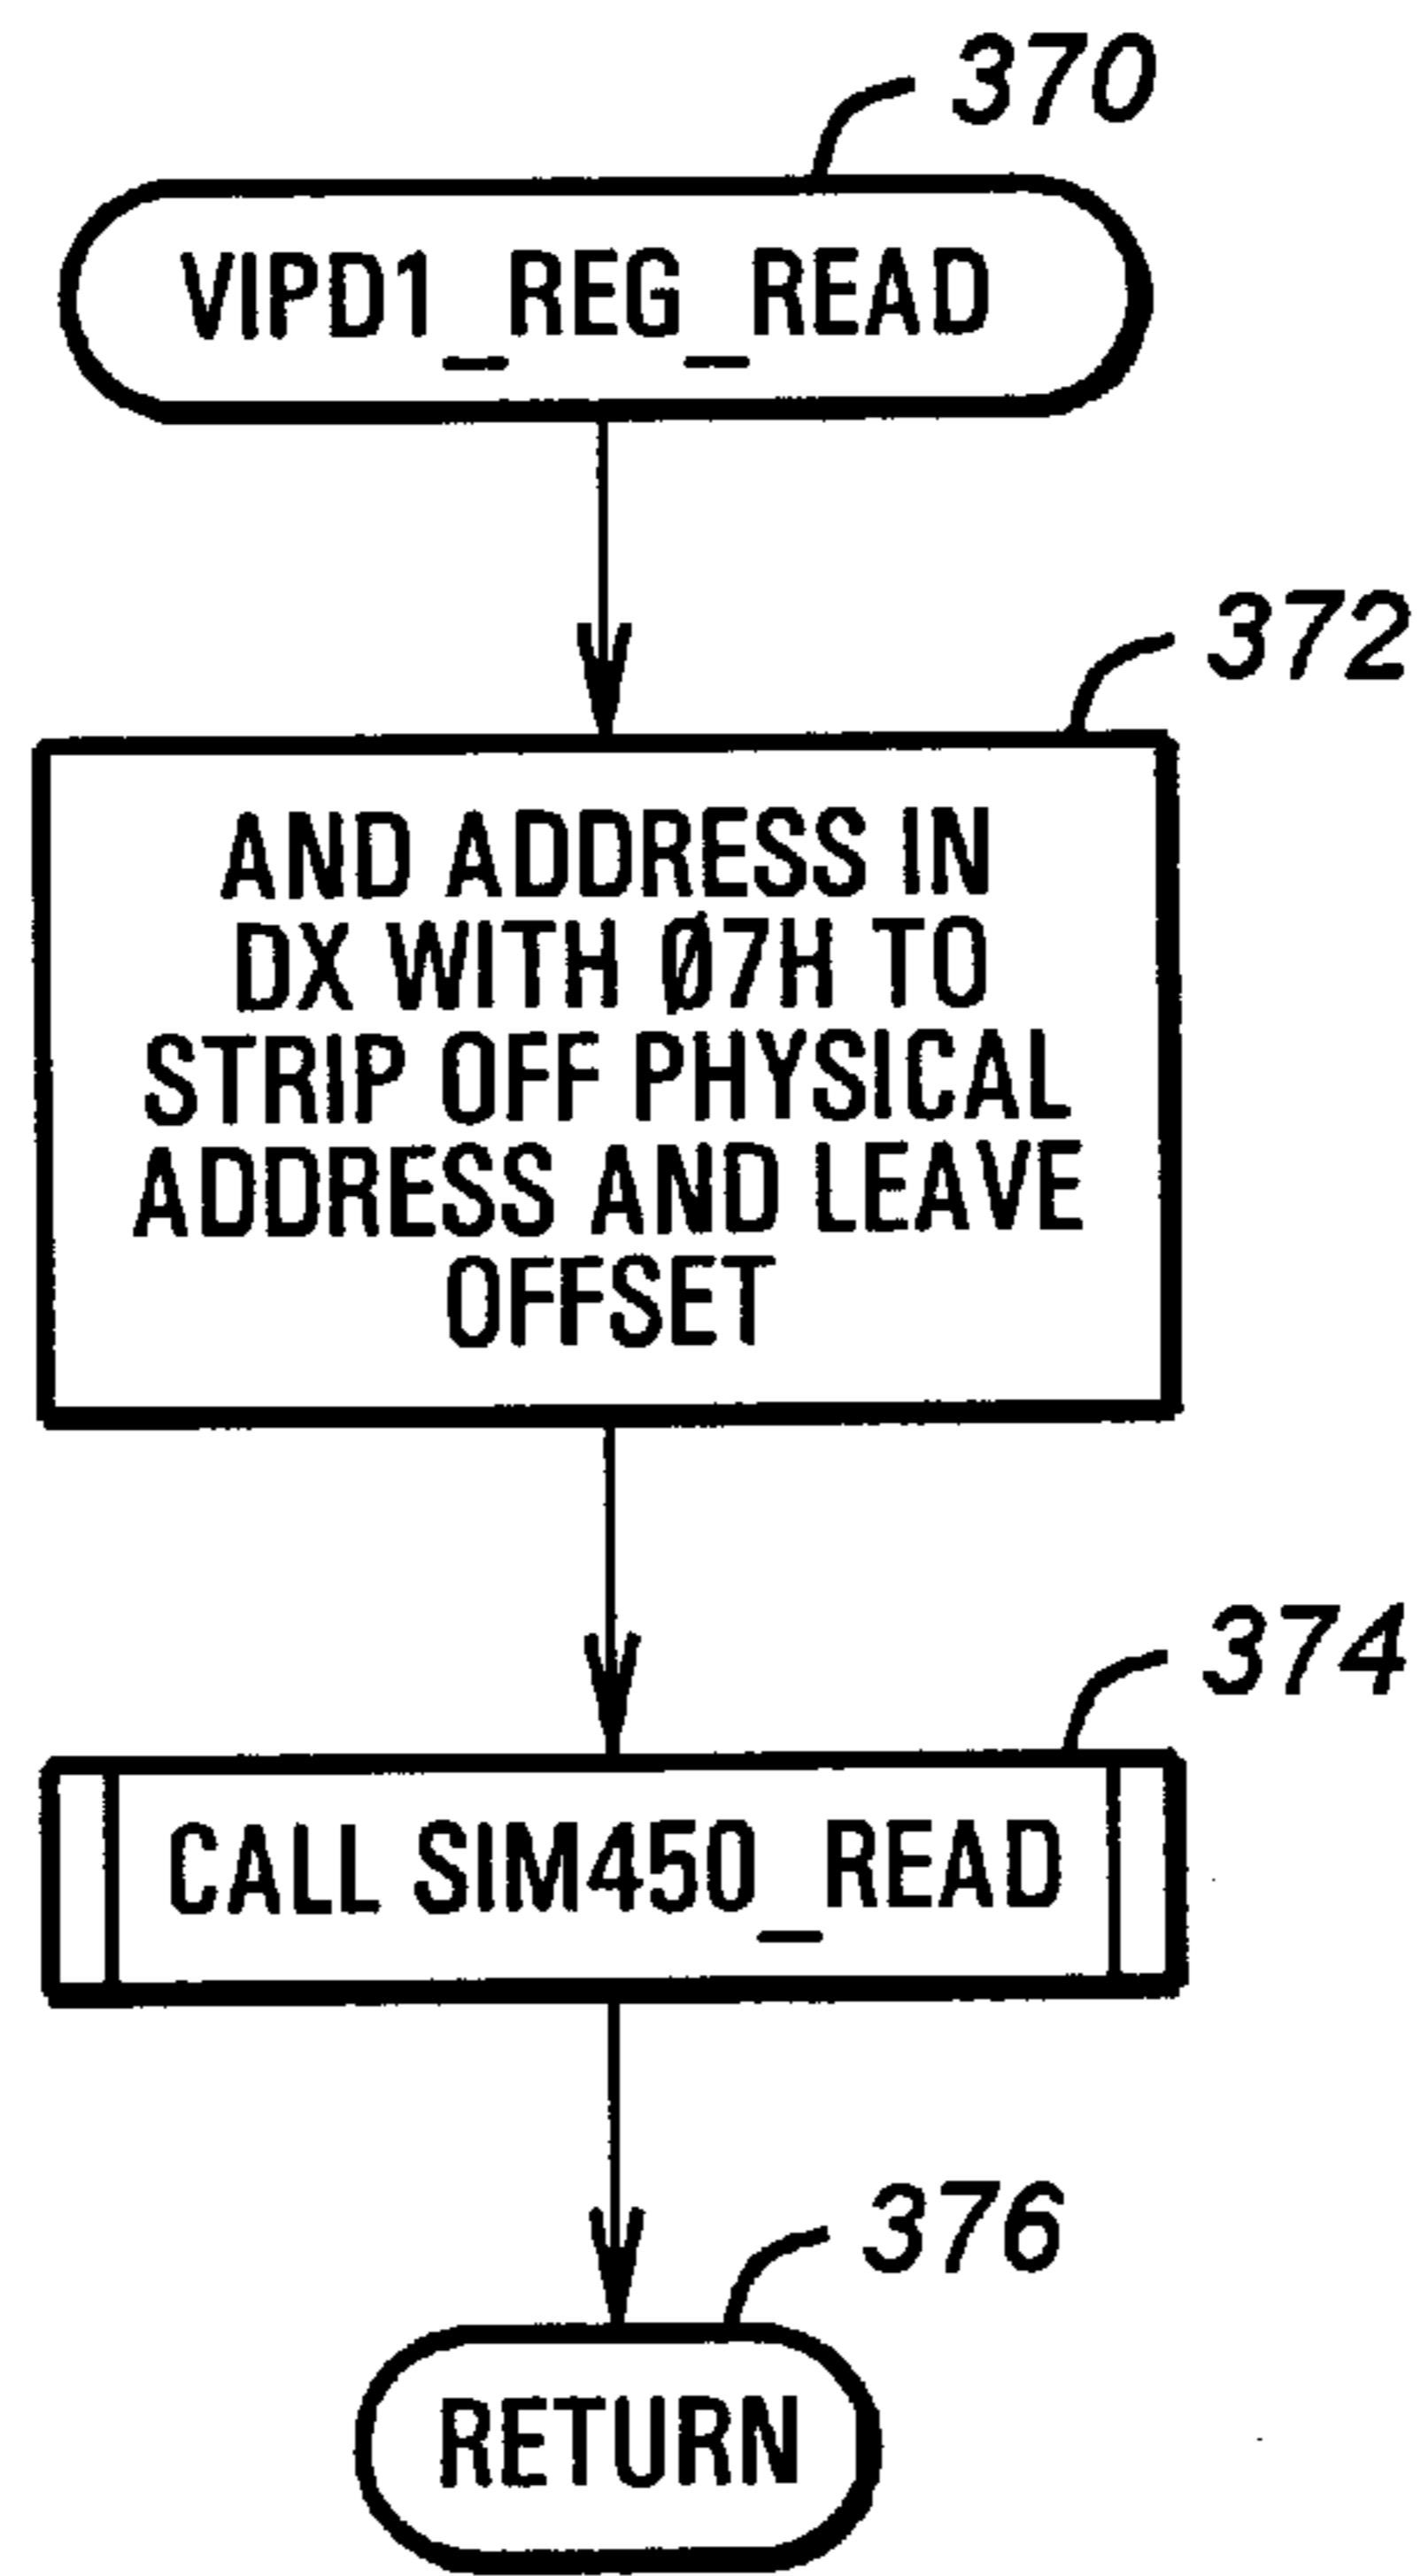 370
VIPD1_REG_READ
372
AND ADDRESS IN
DX WITH Ø7H TO
STRIP OFF PHYSICAL
ADDRESS AND LEAVE
OFFSET
374
CALL SIM450_READ
376
RETURN